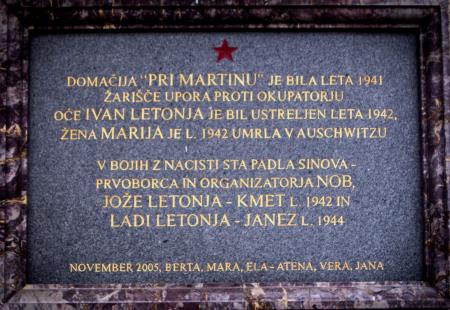 DOMAČIJA "PRI MARTINU" JE BILA LETA 1941
ŽARIŠČE UPORA PROTI OKUPATORJU
OČE IVAN LETONJA JE BIL USTRELJEN LETA 1942,
ŽENA MARIJA JE L. 1942 UMRLA V AUSCHWITZU
V BOJIH Z NACISTI STA PADLA SINOVA -
PRVOBORCA IN ORGANIZATORJA NOB,
JOŽE LETONJA - KMET L. 1942 IN
LADI LETONJA - JANEZ L. 1944
NOVEMBER 2005, BERTA, MARA, ELA - ATENA, VERA, JANA